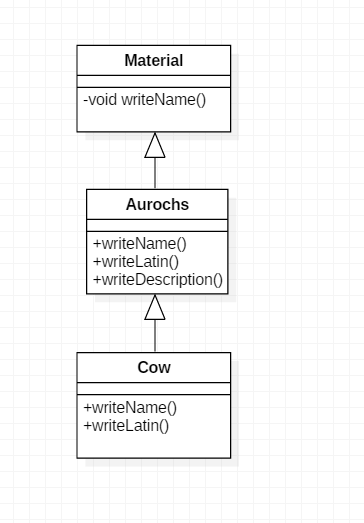 Material
-void writeName()
Aurochs
+writeName()
+writeLatin()
+writeDescription()
Cow
+writeName()
+writeLatin()